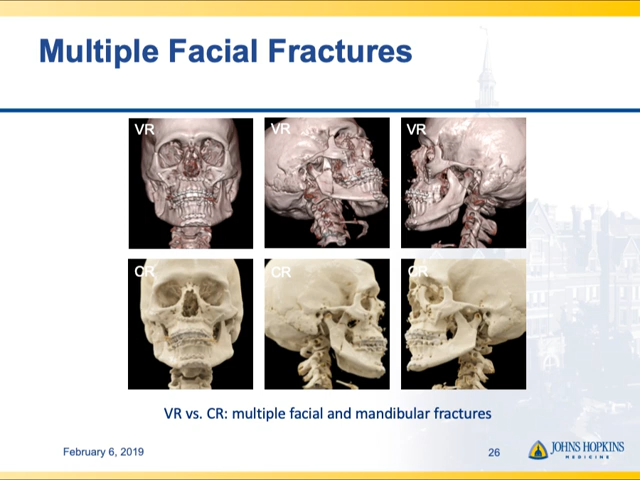 Multiple Facial Fractures
VR
VR
VR
CR
CR
CR
VR vs. CR: multiple facial and mandibular fractures
February 6, 2019
26
JOHNS HOPKINS
MEDICINE